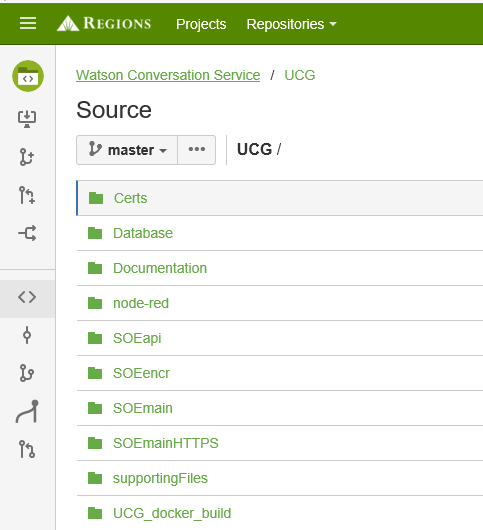 REGIONS Projects Repositories
Watson Conversation Service / UCG
Source
master ••• UCG /
Certs
Database
Documentation
node-red
SOEapi
SOEencr
SOEmain
SOEmainHTTPS
supportingFiles
UCG_docker_build